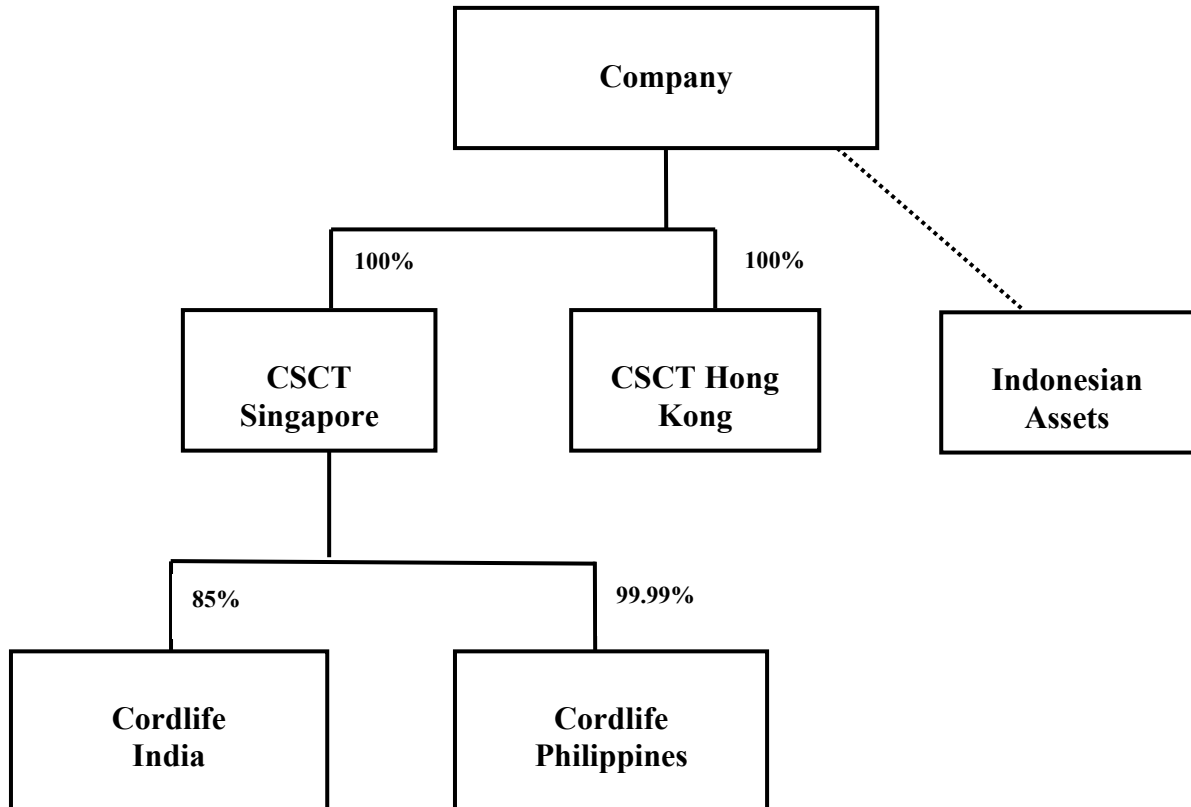 Company
100%
100%
CSCT
Singapore
CSCT Hong
Kong
Indonesian
Assets
85%
99.99%
Cordlife
India
Cordlife
Philippines